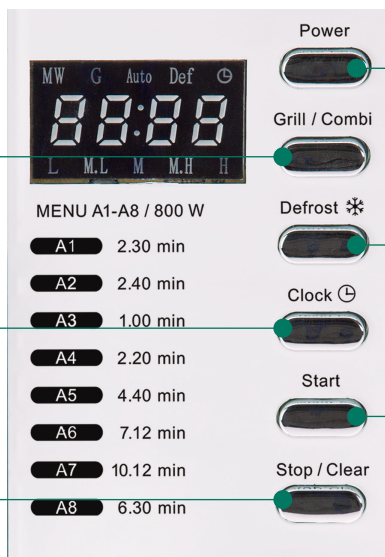 MW G Auto Def
88:88
L M.L M M.H H
MENU A1-A8 / 800 W
A1 2.30 min
A2 2.40 min
A3 1.00 min
A4 2.20 min
A5 4.40 min
A6 7.12 min
A7 10.12 min
A8 6.30 min
Power
Grill / Combi
Defrost
Clock
Start
Stop / Clear